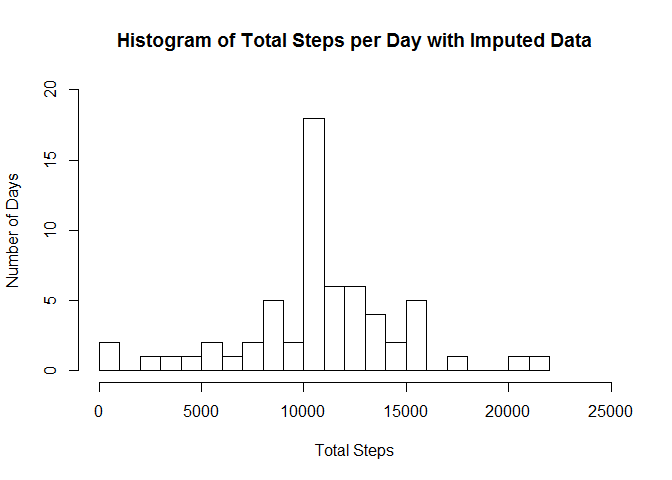 Histogram of Total Steps per Day with Imputed Data
Number of Days
20
15
10
5
0
0 5000 10000 15000 20000 25000
Total Steps